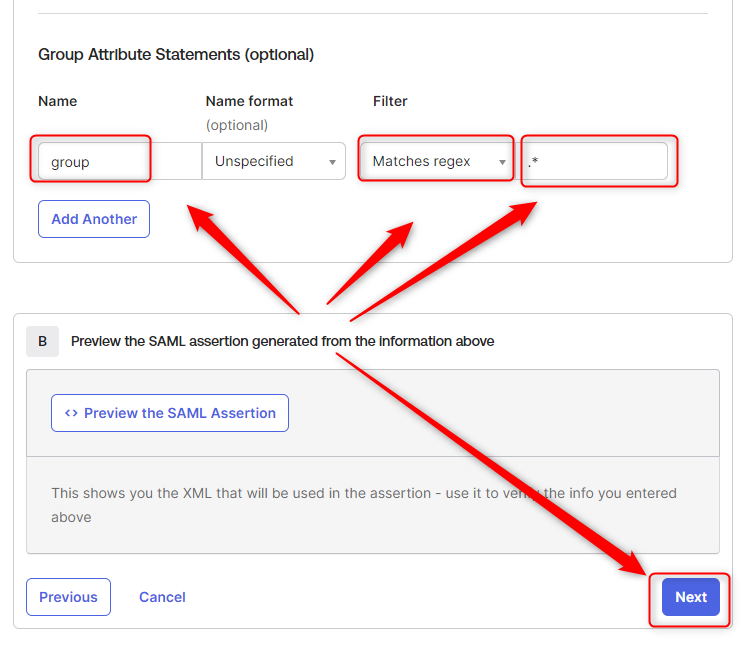 Group Attribute Statements (optional)
Name Name format Filter
(optional)
group Unspecified Matches regex .*
Add Another
B Preview the SAML assertion generated from the information above
<> Preview the SAML Assertion
This shows you the XML that will be used in the assertion - use it to verify the info you entered
above
Previous Cancel Next